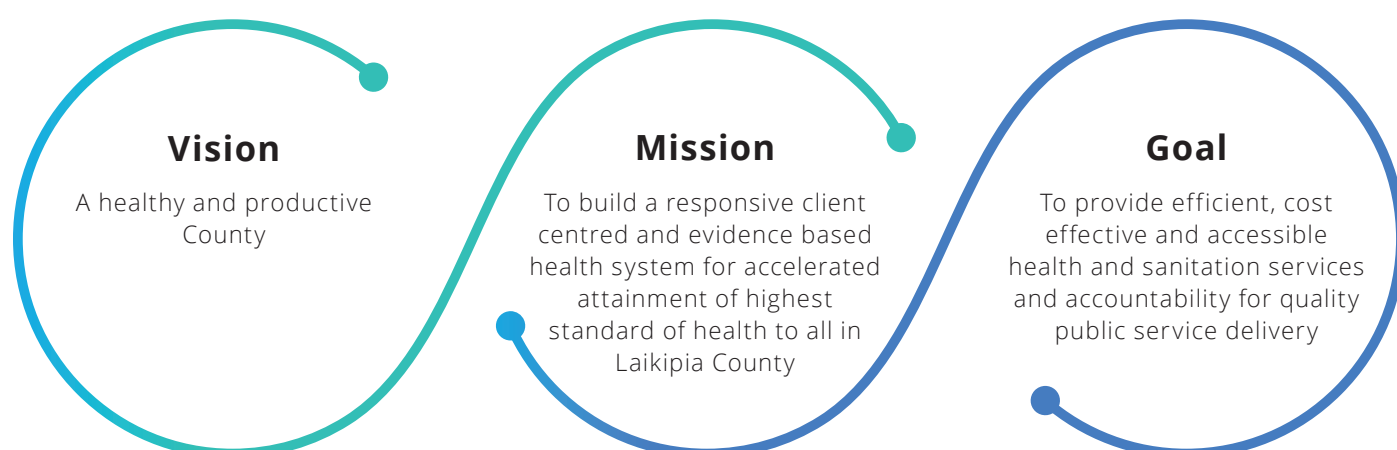 Vision
A healthy and productive
County
Mission
To build a responsive client
centred and evidence based
health system for accelerated
attainment of highest
standard of health to all in
Laikipia County
Goal
To provide efficient, cost
effective and accessible
health and sanitation services
and accountability for quality
public service delivery